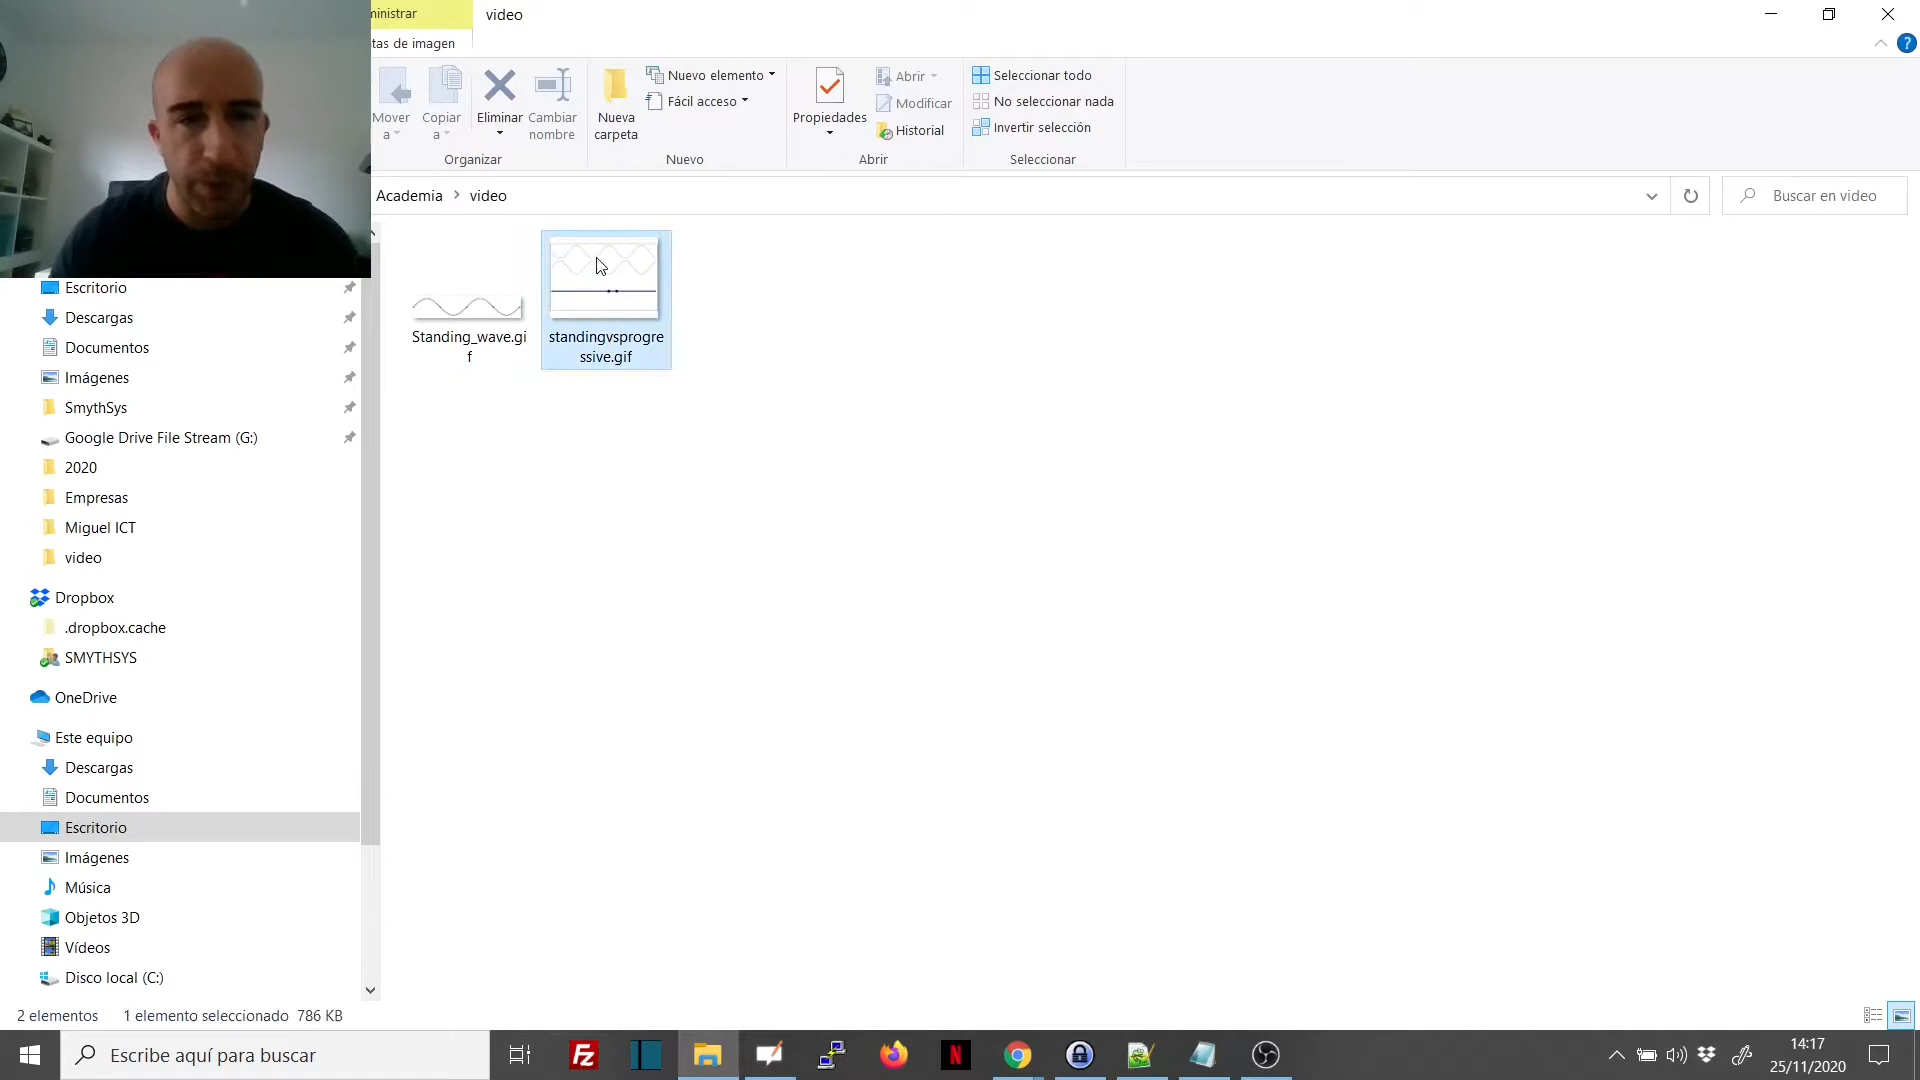 ministrar
video
tas de imagen
Mover a
Copiar a
Eliminar
Cambiar nombre
Organizar
Nueva carpeta
Nuevo elemento
Fácil acceso
Nuevo
Propiedades
Abrir
Modificar
Historial
Abrir
Seleccionar todo
No seleccionar nada
Invertir selección
Seleccionar
?
Academia > video
Buscar en video
Standing_wave.gi
f
standingvsprogre
ssive.gif
Escritorio
Descargas
Documentos
Imágenes
SmythSys
Google Drive File Stream (G:)
2020
Empresas
Miguel ICT
video
Dropbox
.dropbox.cache
SMYTHSYS
OneDrive
Este equipo
Descargas
Documentos
Escritorio
Imágenes
Música
Objetos 3D
Vídeos
Disco local (C:)
2 elementos 1 elemento seleccionado 786 KB
Escribe aquí para buscar
Fz
N
14:17
25/11/2020